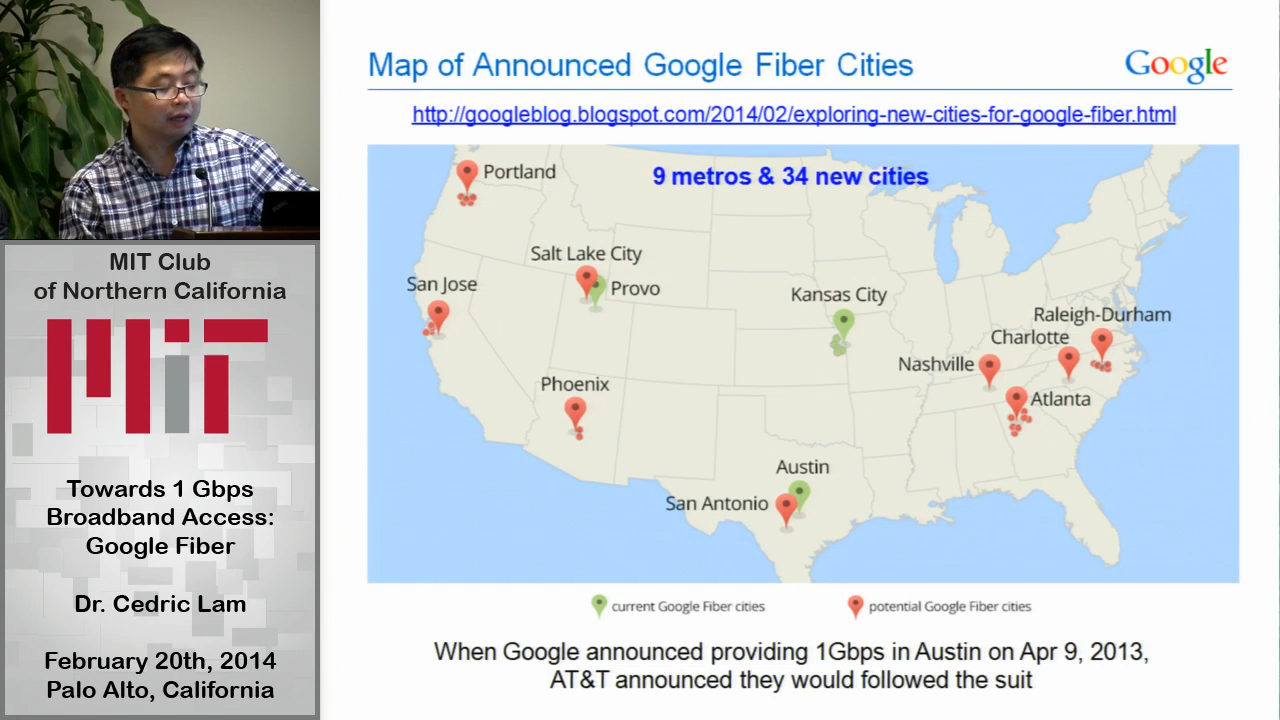 Map of Announced Google Fiber Cities
Google
http://googleblog.blogspot.com/2014/02/exploring-new-cities-for-google-fiber.html
9 metros & 34 new cities
Portland
Salt Lake City
Provo
San Jose
Kansas City
Raleigh-Durham
Charlotte
Nashville
Phoenix
Atlanta
Austin
San Antonio
current Google Fiber cities
potential Google Fiber cities
When Google announced providing 1Gbps in Austin on Apr 9, 2013,
AT&T announced they would followed the suit
MIT Club
of Northern California
MIT
Towards 1 Gbps
Broadband Access:
Google Fiber
Dr. Cedric Lam
February 20th, 2014
Palo Alto, California